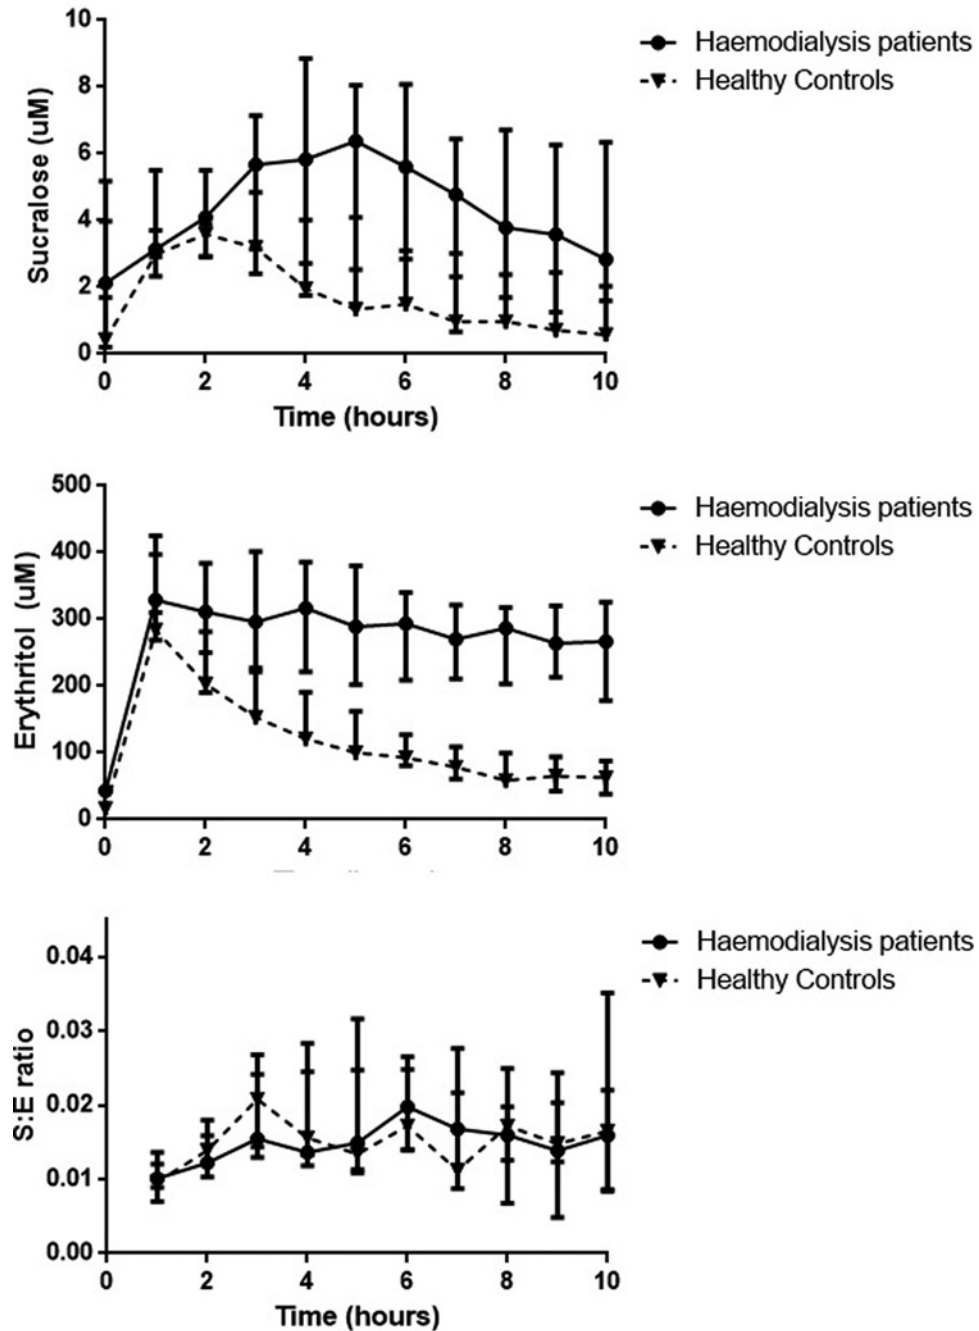 10
8
6
4
2
0
Sucralose (uM)
0 2 4 6 8 10
Time (hours)
Haemodialysis patients
Healthy Controls
500
400
300
200
100
0
Erythritol (uM)
0 2 4 6 8 10
Haemodialysis patients
Healthy Controls
0.04
0.03
0.02
0.01
0.00
S:E ratio
0 2 4 6 8 10
Time (hours)
Haemodialysis patients
Healthy Controls